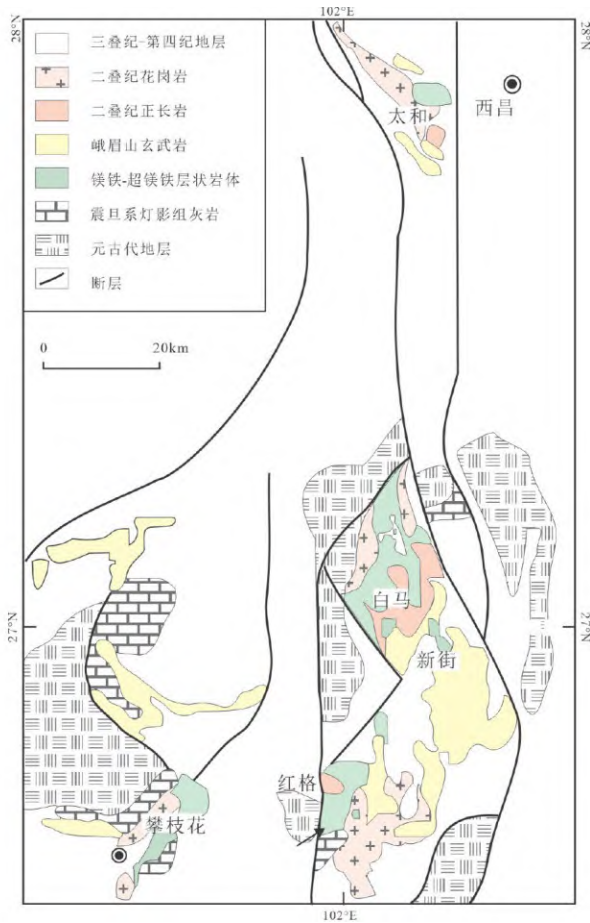 102°E
28°N
28°N
三叠纪-第四纪地层
二叠纪花岗岩
二叠纪正长岩
峨眉山玄武岩
镁铁-超镁铁层状岩体
震旦系灯影组灰岩
元古代地层
断层
太和
西昌
0
20km
白马
27°N
27°N
新街
红格
攀枝花
102°E